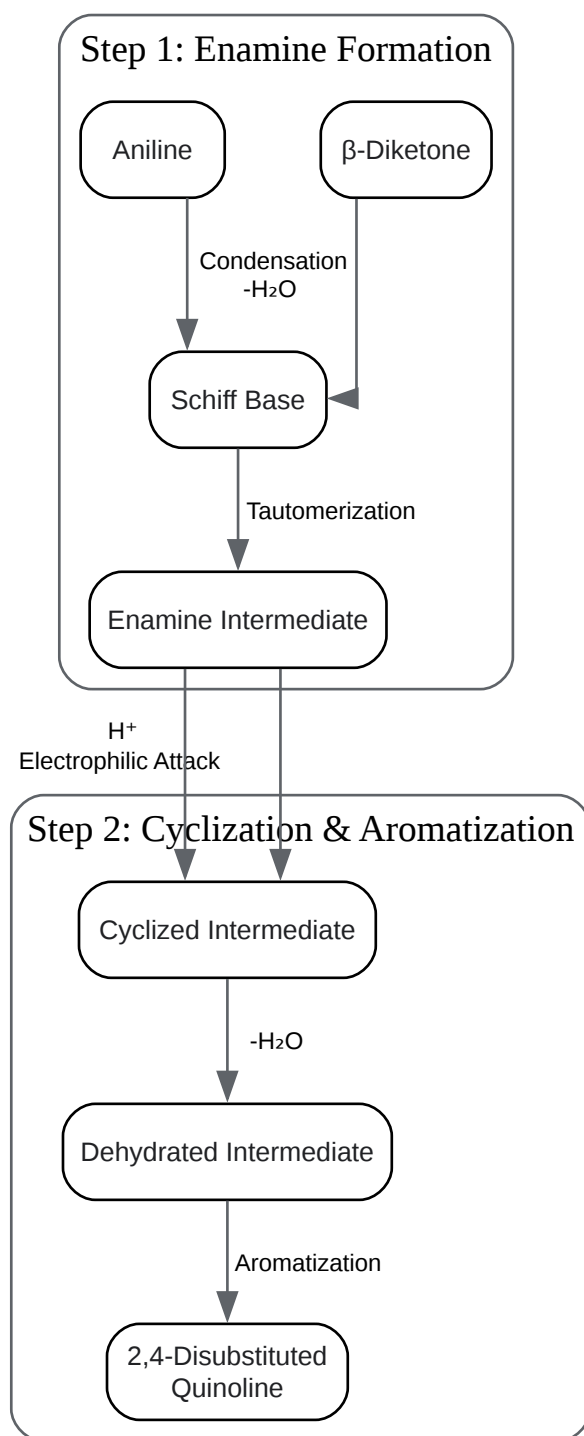 Step 1: Enamine Formation
Aniline
β-Diketone
Condensation
-H₂O
Schiff Base
Tautomerization
Enamine Intermediate
H⁺
Electrophilic Attack
Step 2: Cyclization & Aromatization
Cyclized Intermediate
-H₂O
Dehydrated Intermediate
Aromatization
2,4-Disubstituted
Quinoline